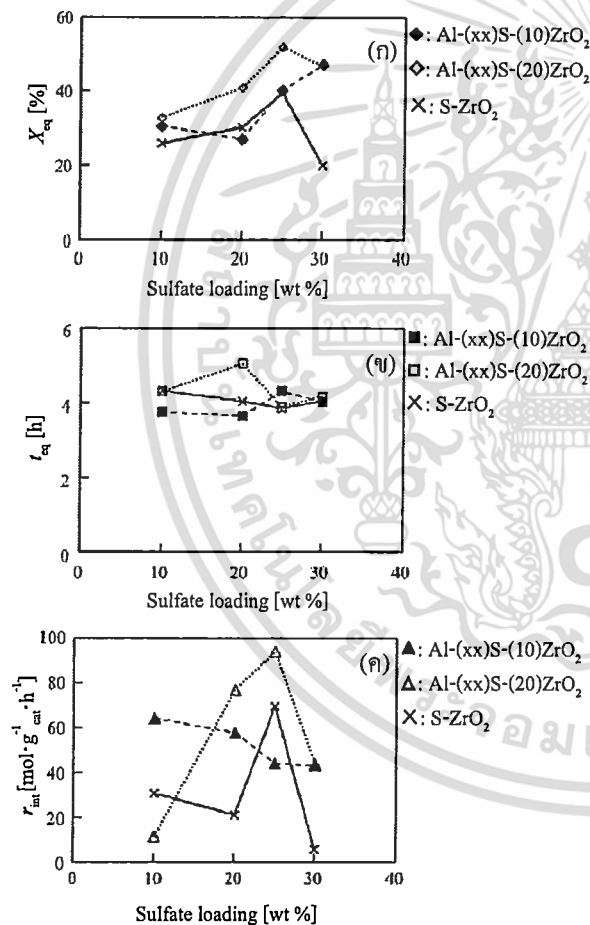 60
40
20
0
X_eq [%]
(ก)
0 10 20 30 40
Sulfate loading [wt %]
◆: Al-(xx)S-(10)ZrO₂
◇: Al-(xx)S-(20)ZrO₂
×: S-ZrO₂
6
4
2
0
t_eq [h]
(ข)
0 10 20 30 40
Sulfate loading [wt %]
■: Al-(xx)S-(10)ZrO₂
□: Al-(xx)S-(20)ZrO₂
×: S-ZrO₂
100
80
60
40
20
0
r_int [mol·g⁻¹_cat·h⁻¹]
(ค)
0 10 20 30 40
Sulfate loading [wt %]
▲: Al-(xx)S-(10)ZrO₂
△: Al-(xx)S-(20)ZrO₂
×: S-ZrO₂